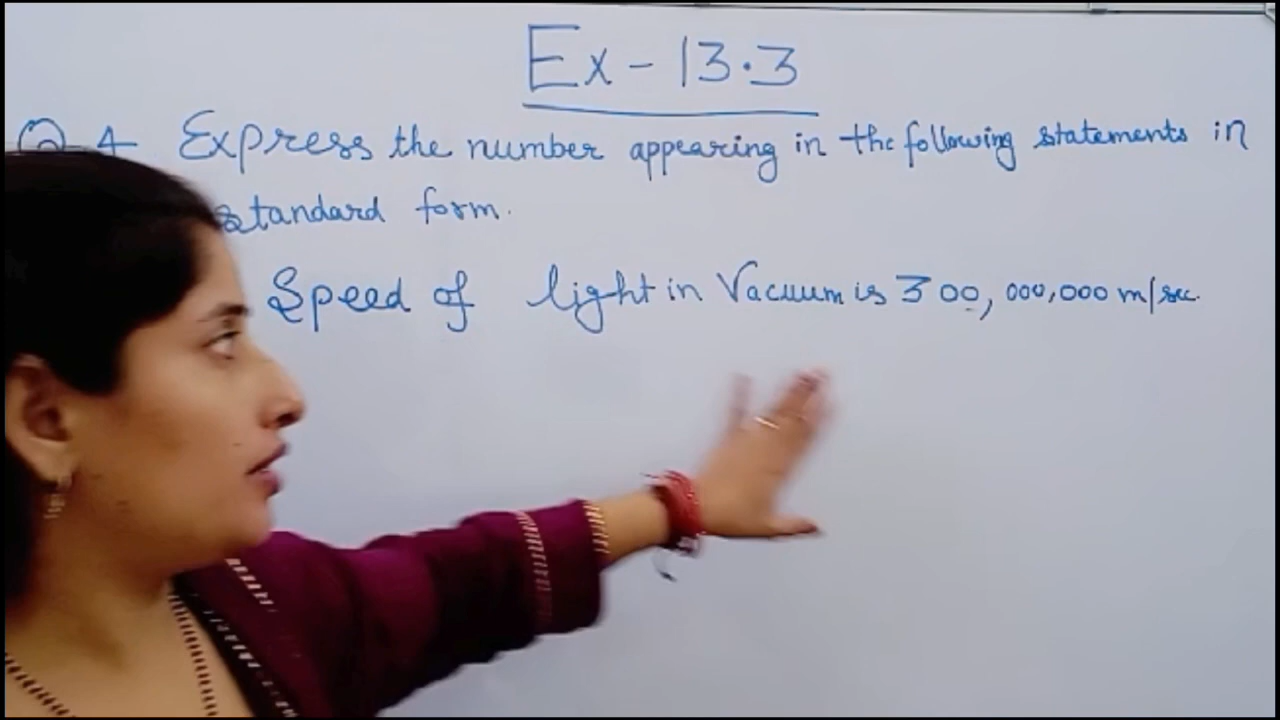 Ex - 13.3
Q 4 Express the number appearing in the following statements in
standard form.
Speed of light in Vacuum is 300,000,000 m/sec.